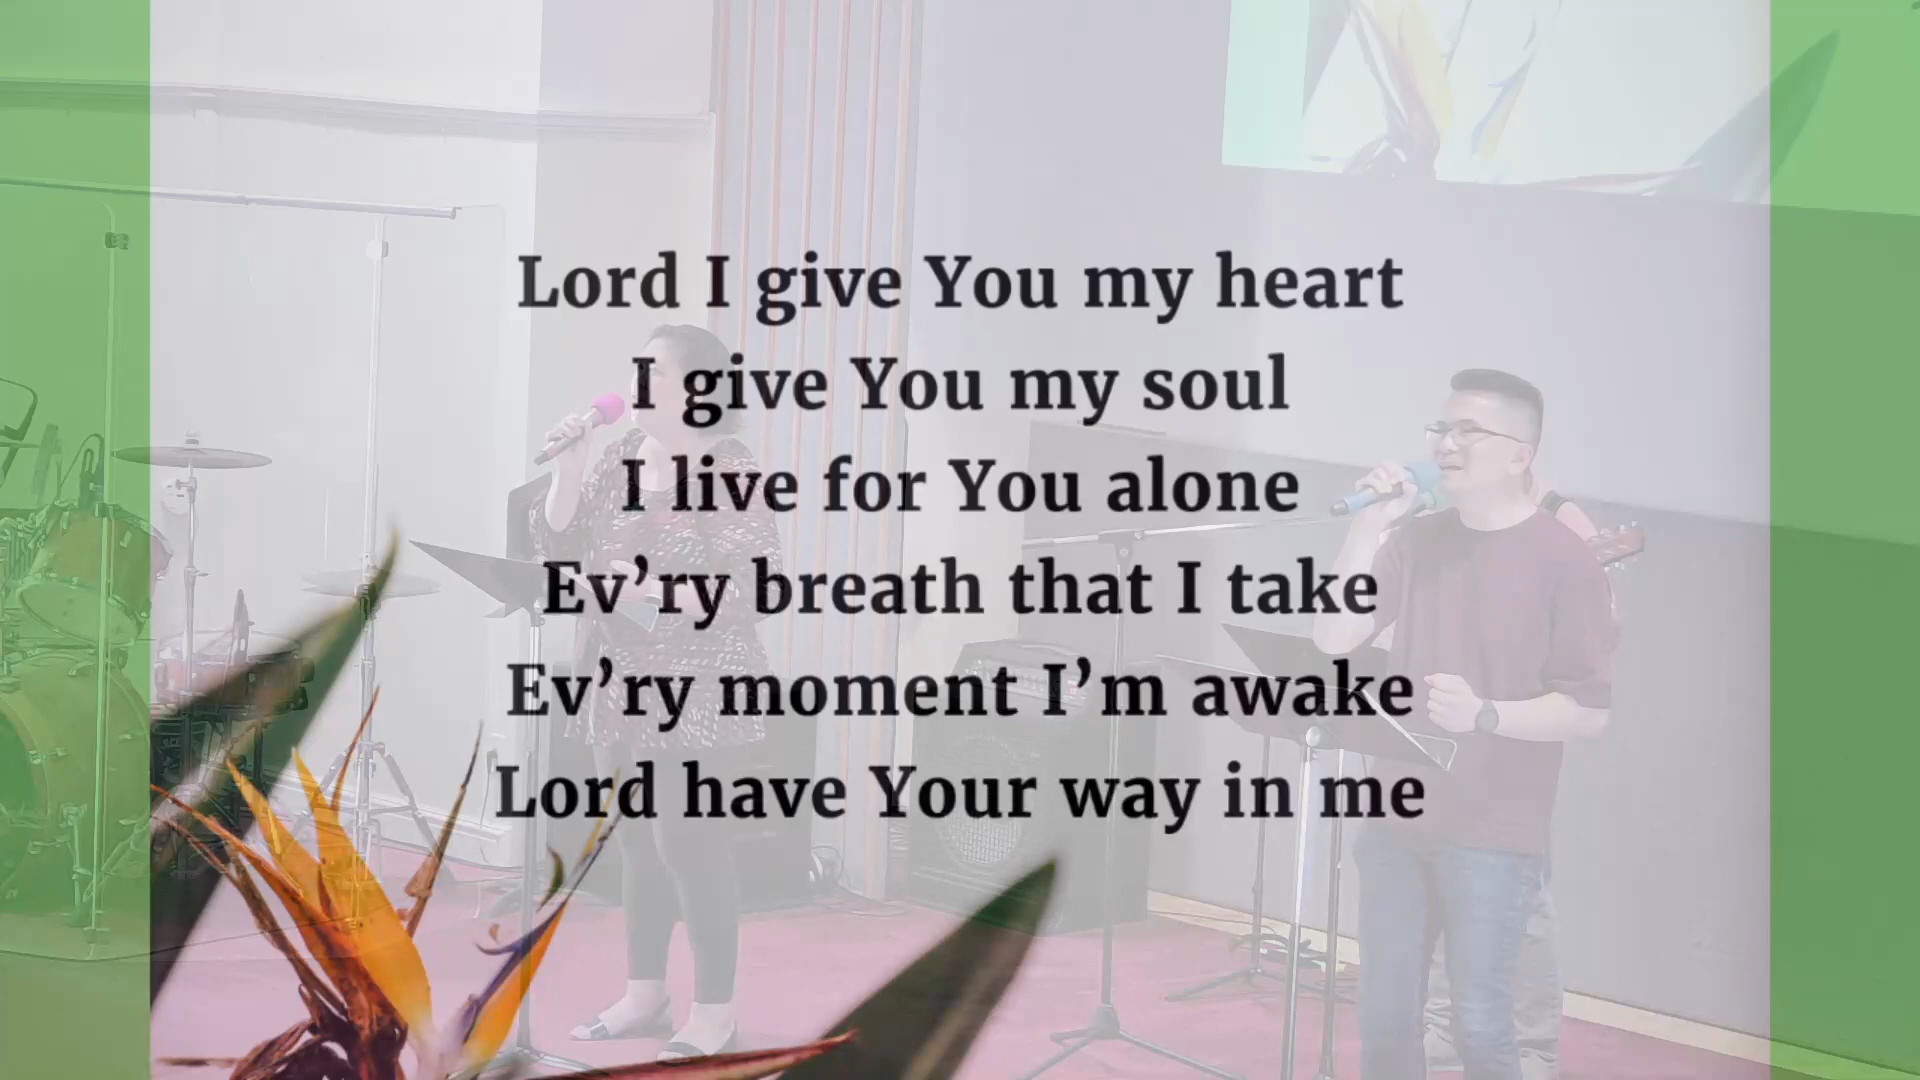 Lord I give You my heart
I give You my soul
I live for You alone
Ev’ry breath that I take
Ev’ry moment I’m awake
Lord have Your way in me